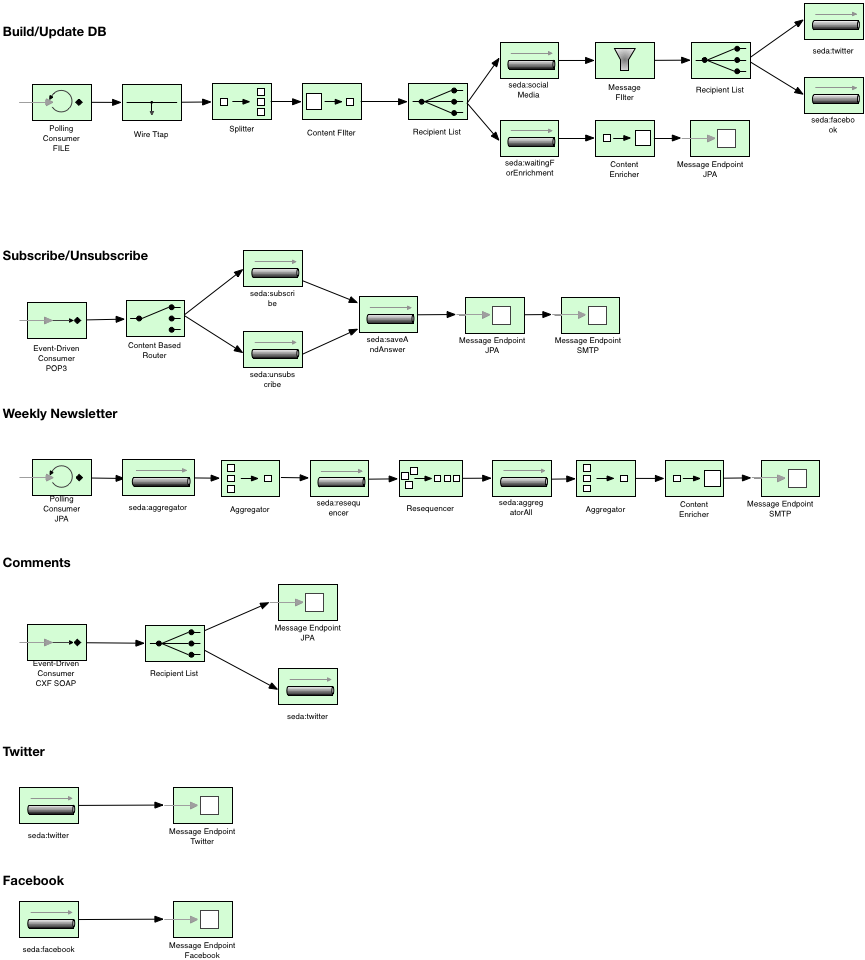 Build/Update DB
seda:twitter
seda:social
Media
Message
FIlter
Recipient List
seda:facebo
ok
Polling
Consumer
FILE
Wire Ttap
Splitter
Content FIlter
Recipient List
seda:waitingF
orEnrichment
Content
Enricher
Message Endpoint
JPA
Subscribe/Unsubscribe
seda:subscri
be
Event-Driven
Consumer
POP3
Content Based
Router
seda:unsubs
cribe
seda:saveA
ndAnswer
Message Endpoint
JPA
Message Endpoint
SMTP
Weekly Newsletter
Polling
Consumer
JPA
seda:aggregator
Aggregator
seda:resequ
encer
Resequencer
seda:aggreg
atorAll
Aggregator
Content
Enricher
Message Endpoint
SMTP
Comments
Message Endpoint
JPA
Event-Driven
Consumer
CXF SOAP
Recipient List
seda:twitter
Twitter
seda:twitter
Message Endpoint
Twitter
Facebook
seda:facebook
Message Endpoint
Facebook